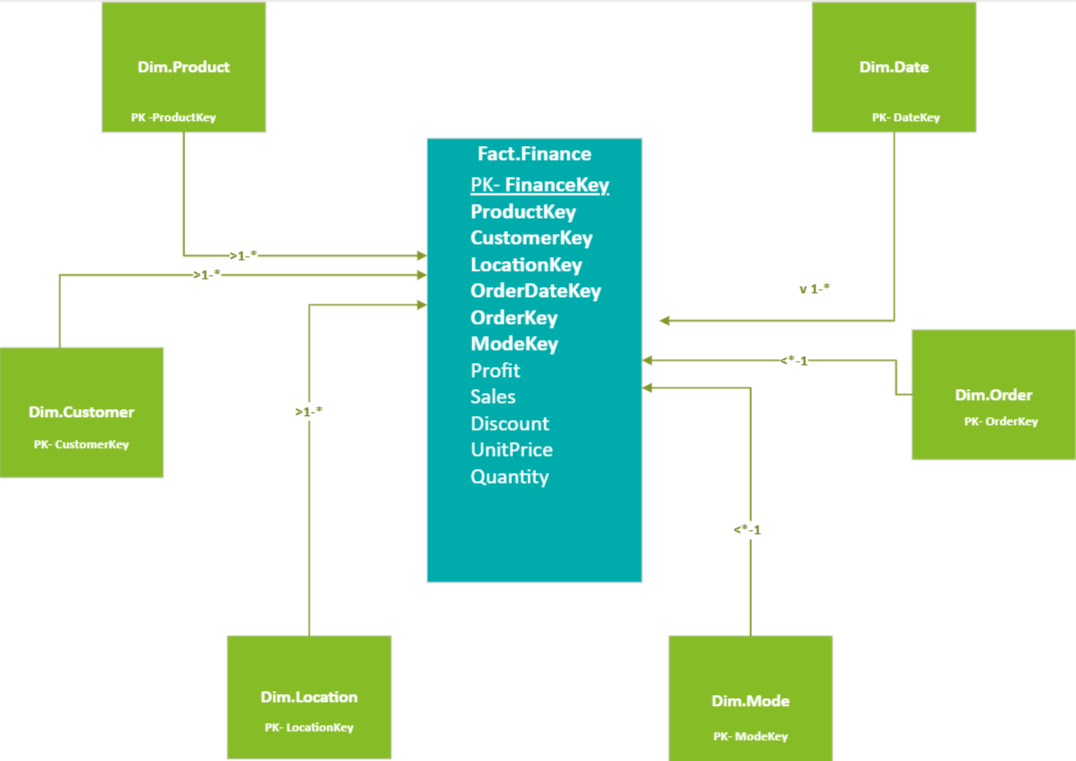 Dim.Product
PK -ProductKey
Dim.Date
PK- DateKey
Fact.Finance
PK- FinanceKey
ProductKey
CustomerKey
LocationKey
OrderDateKey
OrderKey
ModeKey
Profit
Sales
Discount
UnitPrice
Quantity
>1-*
>1-*
>1-*
v 1-*
<*-1
<*-1
Dim.Customer
PK- CustomerKey
Dim.Order
PK- OrderKey
Dim.Location
PK- LocationKey
Dim.Mode
PK- ModeKey